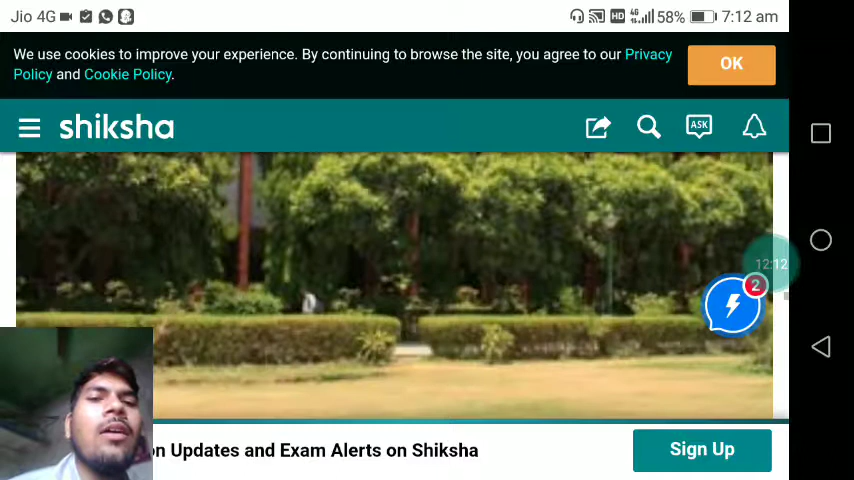 Jio 4G 4G HD 58% 7:12 am
We use cookies to improve your experience. By continuing to browse the site, you agree to our Privacy
Policy and Cookie Policy.
OK
shiksha
ASK
12:12
2
on Updates and Exam Alerts on Shiksha
Sign Up